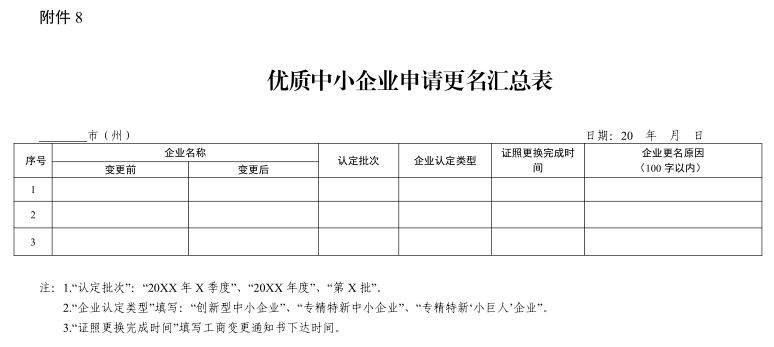 附件 8
优质中小企业申请更名汇总表
________市（州） 日期：20 年 月 日
序号 企业名称 认定批次 企业认定类型 证照更换完成时间 企业更名原因（100 字以内）
变更前 变更后
1
2
3
注：1.“认定批次”：“20XX 年 X 季度”、“20XX 年度”、“第 X 批”。
2.“企业认定类型”填写：“创新型中小企业”、“专精特新中小企业”、“专精特新‘小巨人’企业”。
3.“证照更换完成时间”填写工商变更通知书下达时间。